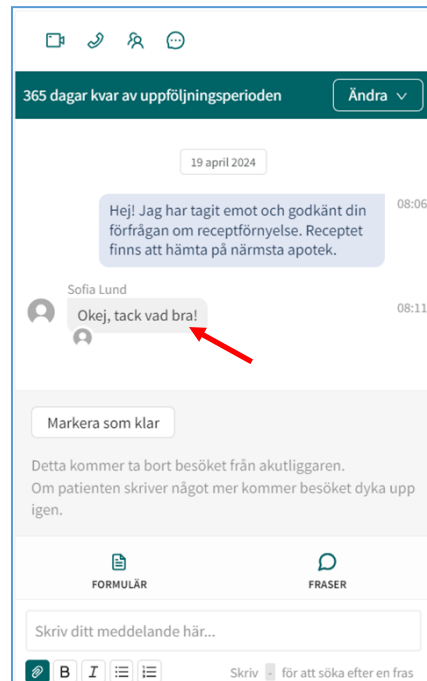 365 dagar kvar av uppföljningsperioden
Ändra
19 april 2024
Hej! Jag har tagit emot och godkänt din
förfrågan om receptförnyelse. Receptet
finns att hämta på närmsta apotek.
08:06
Sofia Lund
Okej, tack vad bra!
08:11
Markera som klar
Detta kommer ta bort besöket från akutliggaren.
Om patienten skriver något mer kommer besöket dyka upp
igen.
FORMULÄR
FRASER
Skriv ditt meddelande här...
B I
Skriv - för att söka efter en fras